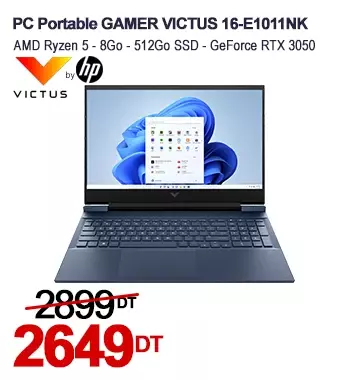 PC Portable GAMER VICTUS 16-E1011NK
AMD Ryzen 5 - 8Go - 512Go SSD - GeForce RTX 3050
by hp
VICTUS
2899DT
2649DT